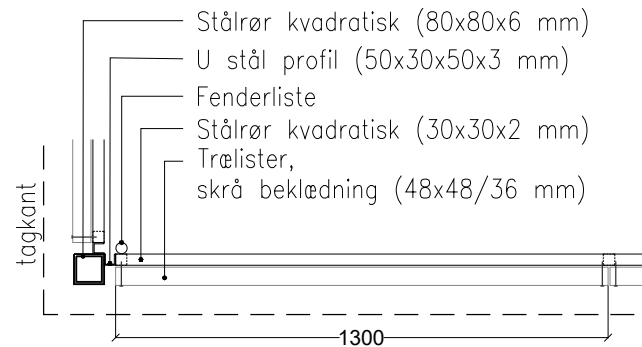 Stålrør kvadratisk (80x80x6 mm)
U stål profil (50x30x50x3 mm)
Fenderliste
Stålrør kvadratisk (30x30x2 mm)
Trælister,
skrå beklædning (48x48/36 mm)
tagkant
1300